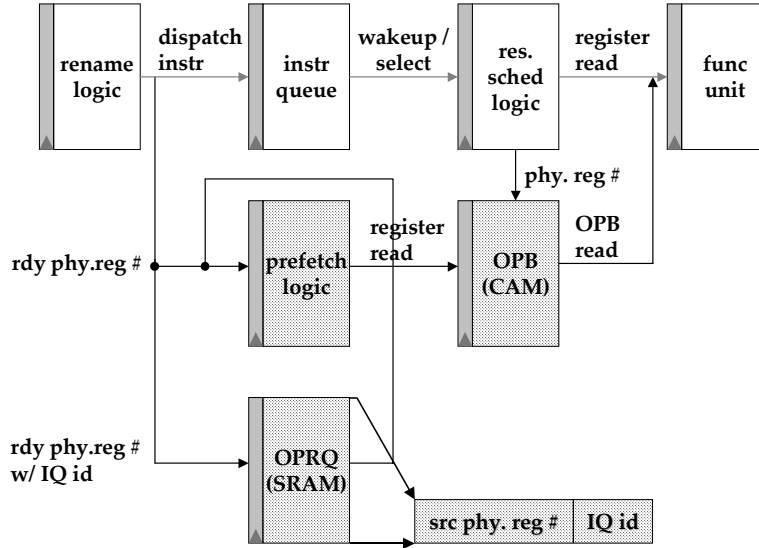 dispatch
instr
wakeup /
select
register
read
rename
logic
instr
queue
res.
sched
logic
func
unit
phy. reg #
rdy phy.reg #
prefetch
logic
register
read
OPB
(CAM)
OPB
read
rdy phy.reg #
w/ IQ id
OPRQ
(SRAM)
src phy. reg #
IQ id